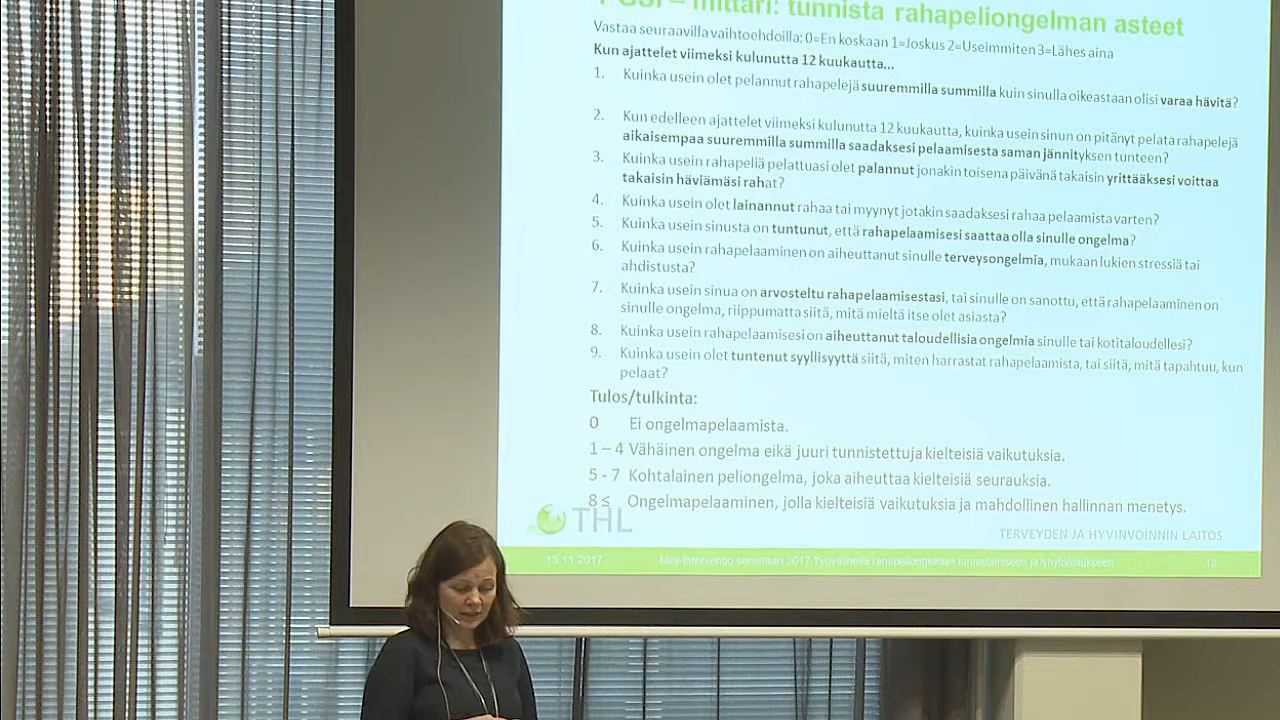 mittari: tunnista rahapeliongelman asteet
Vastaa seuraavilla vaihtoehdoilla: 0=En koskaan 1=Joskus 2=Useimmiten 3=Lähes aina
Kun ajattelet viimeksi kulunutta 12 kuukautta...
1. Kuinka usein olet pelannut rahapelejä suuremmilla summilla kuin sinulla oikeastaan olisi varaa hävitä?
2. Kun edelleen ajattelet viimeksi kulunutta 12 kuukautta, kuinka usein sinun on pitänyt pelata rahapelejä
aikaisempaa suuremmilla summilla saadaksesi pelaamisesta saman jännityksen tunteen?
3. Kuinka usein rahapeliä pelattuasi olet palannut jonakin toisena päivänä takaisin yrittääksesi voittaa
takaisin häviämäsi rahat?
4. Kuinka usein olet lainannut rahaa tai myynyt jotakin saadaksesi rahaa pelaamista varten?
5. Kuinka usein sinusta on tuntunut, että rahapelaamisesi saattaa olla sinulle ongelma?
6. Kuinka usein rahapelaaminen on aiheuttanut sinulle terveysongelmia, mukaan lukien stressiä tai
ahdistusta?
7. Kuinka usein sinua on arvosteltu rahapelaamisestasi, tai sinulle on sanottu, että rahapelaaminen on
sinulle ongelma, riippumatta siitä, mitä mieltä itse olet asiasta?
8. Kuinka usein rahapelaamisesi on aiheuttanut taloudellisia ongelmia sinulle tai kotitaloudellesi?
9. Kuinka usein olet tuntenut syyllisyyttä siitä, miten harrastat rahapelaamista, tai siitä, mitä tapahtuu, kun
pelaat?
Tulos/tulkinta:
0 Ei ongelmapelaamista.
1 – 4 Vähäinen ongelma eikä juuri tunnistettuja kielteisiä vaikutuksia.
5 - 7 Kohtalainen peliongelma, joka aiheuttaa kielteisiä seurauksia.
8 ≤ Ongelmapelaaminen, jolla kielteisiä vaikutuksia ja mahdollinen hallinnan menetys.
THL
TERVEYDEN JA HYVINVOINNIN LAITOS
15.11.2017 Mini-interventio seminaari 2017 Työvälineitä rahapeliongelman tunnistamiseen ja lyhytohjaukseen 12